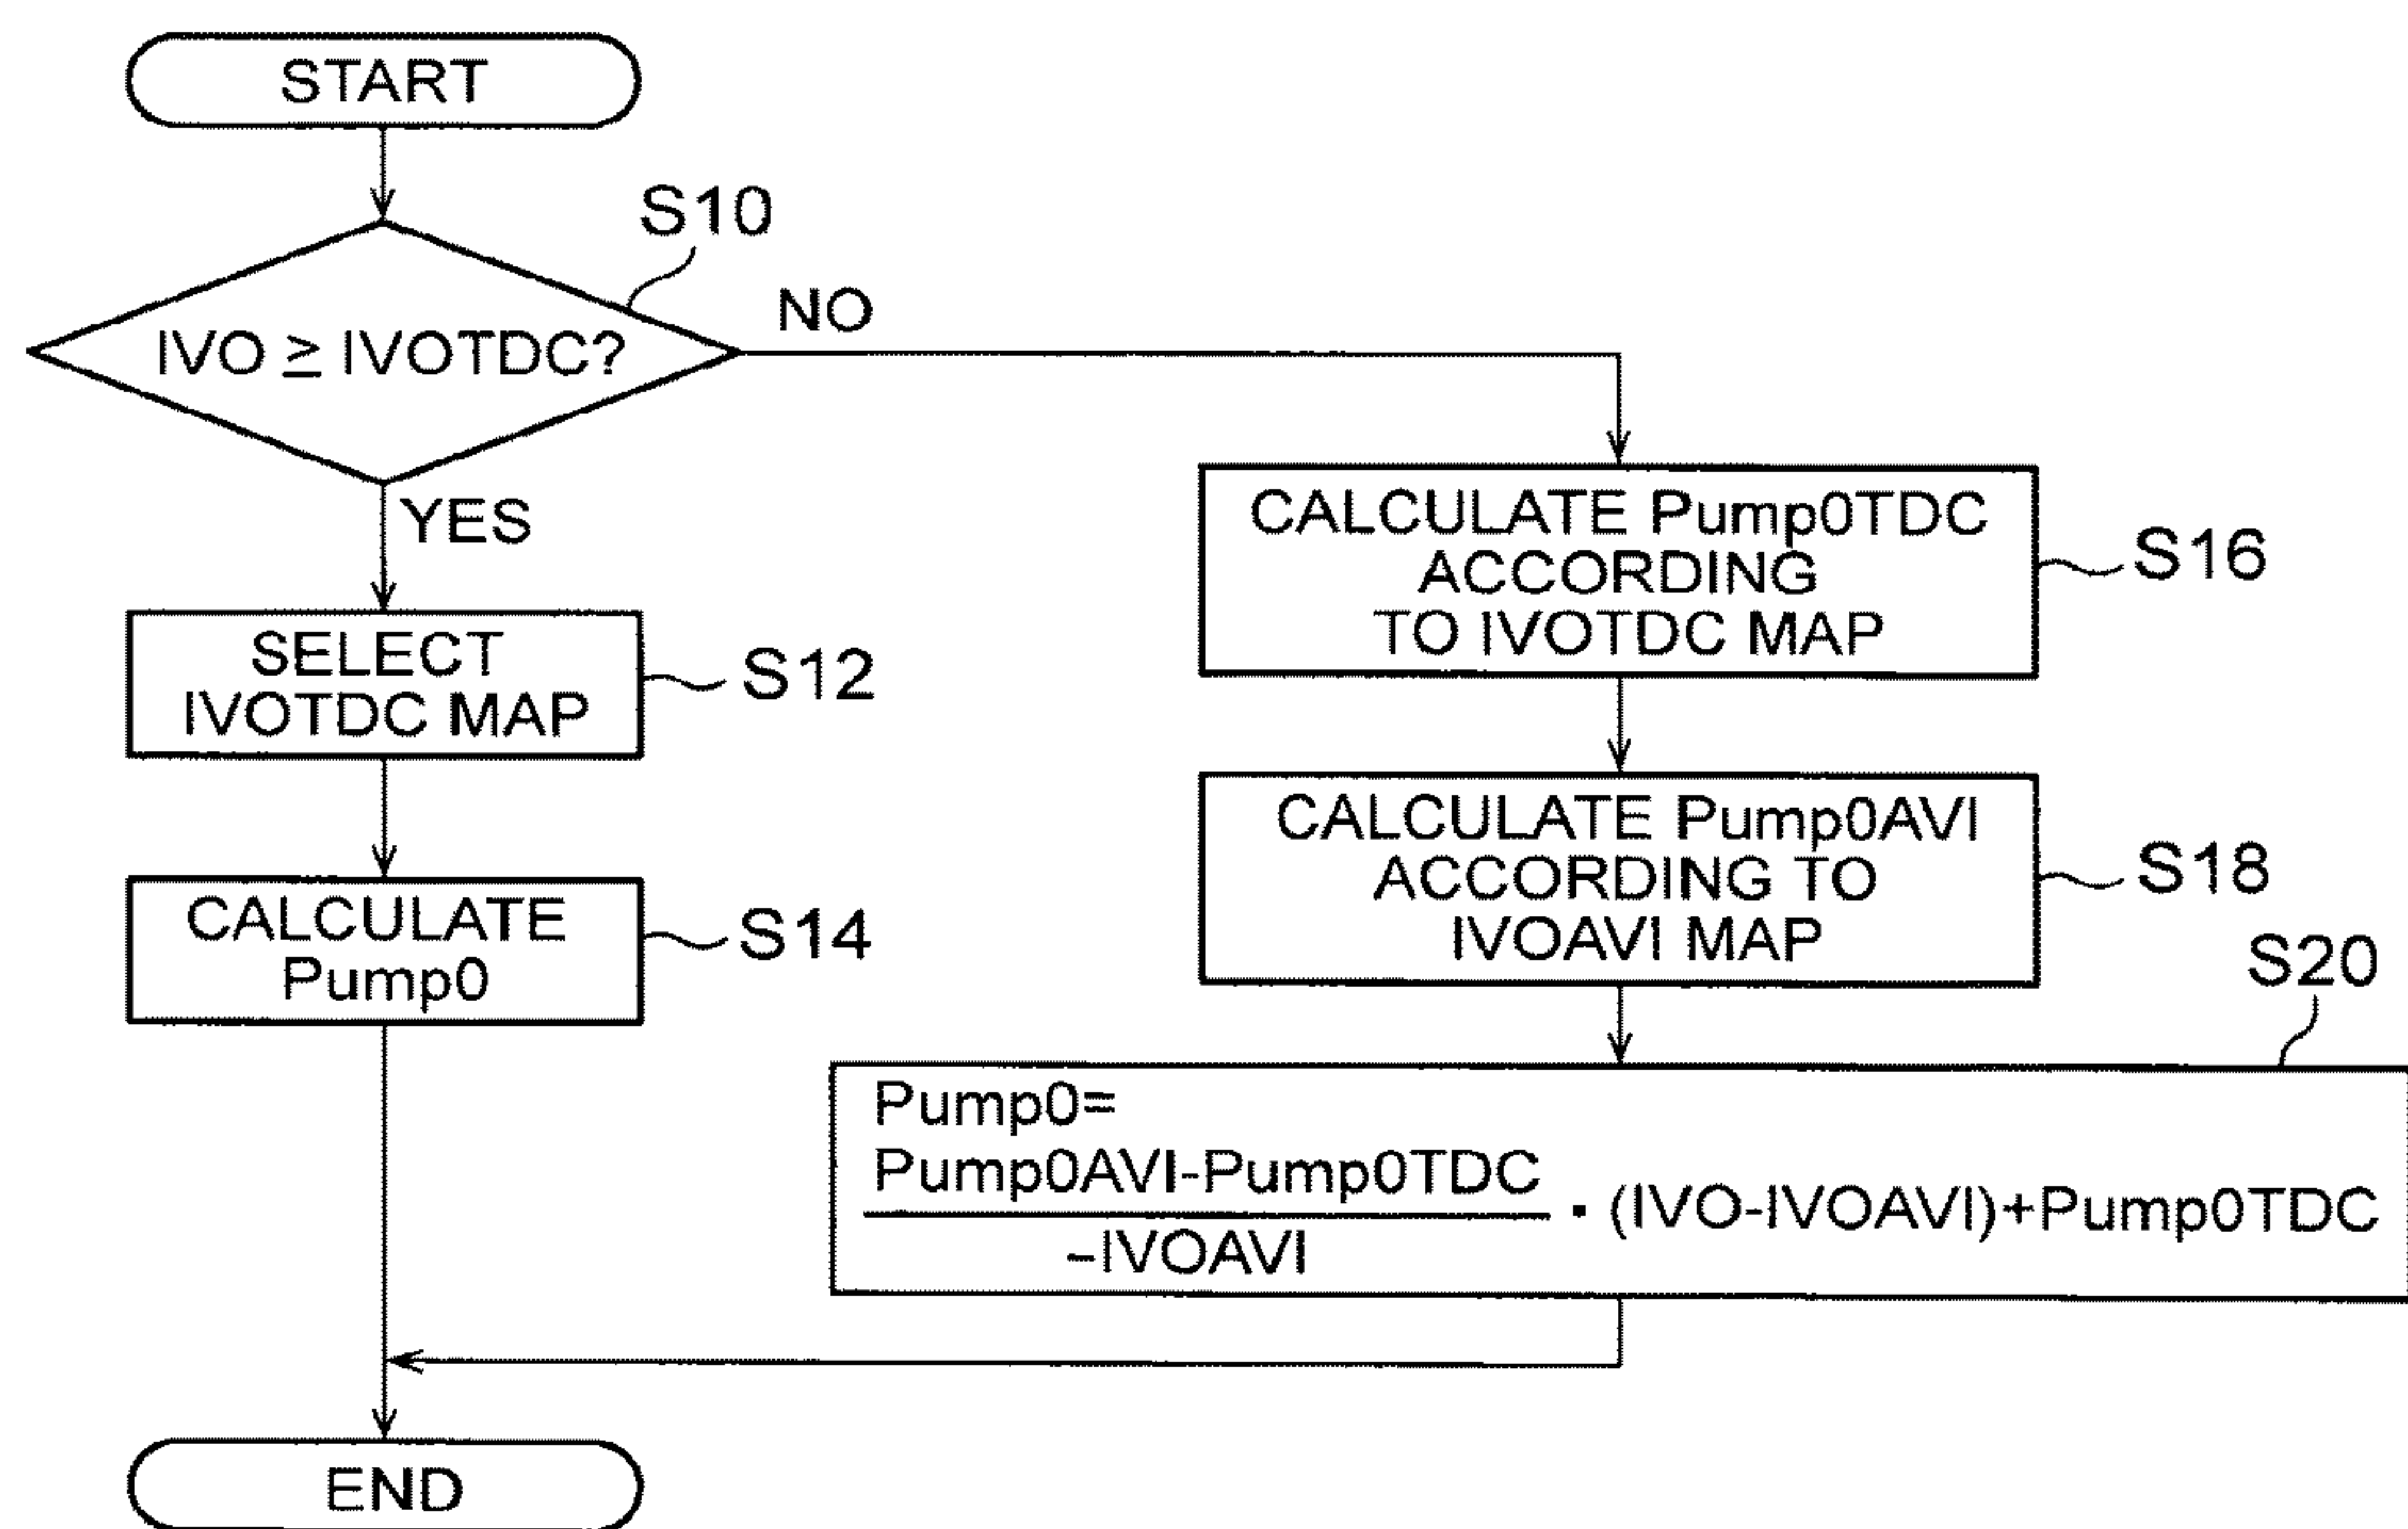 START
S10
IVO ≥ IVOTDC?
NO
YES
SELECT
IVOTDC MAP
S12
CALCULATE
Pump0
S14
CALCULATE Pump0TDC
ACCORDING
TO IVOTDC MAP
S16
CALCULATE Pump0AVI
ACCORDING TO
IVOAVI MAP
S18
S20
Pump0=
Pump0AVI-Pump0TDC
-IVOAVI
▪ (IVO-IVOAVI)+Pump0TDC
END